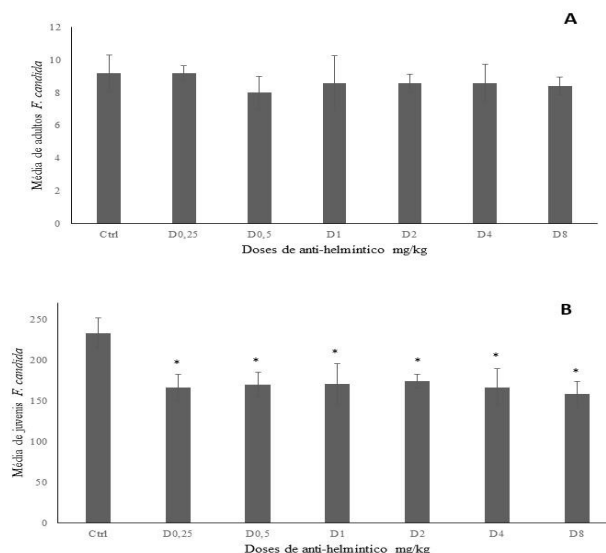 A
12
10
8
6
4
2
0
Média de adultos F. candida
Ctrl D0,25 D0,5 D1 D2 D4 D8
Doses de anti-helmintico mg/kg
B
250
200
150
100
50
0
Média de juvenis F. candida
* * * * * *
Ctrl D0,25 D0,5 D1 D2 D4 D8
Doses de anti-helmintico mg/kg